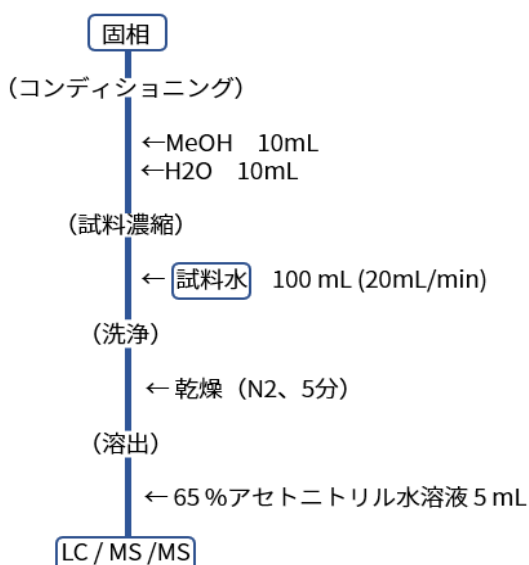 固相
（コンディショニング）
←MeOH　10mL
←H2O　10mL
（試料濃縮）
← 試料水　100 mL (20mL/min)
（洗浄）
← 乾燥（N2、5分）
（溶出）
← 65 %アセトニトリル水溶液 5 mL
LC / MS /MS